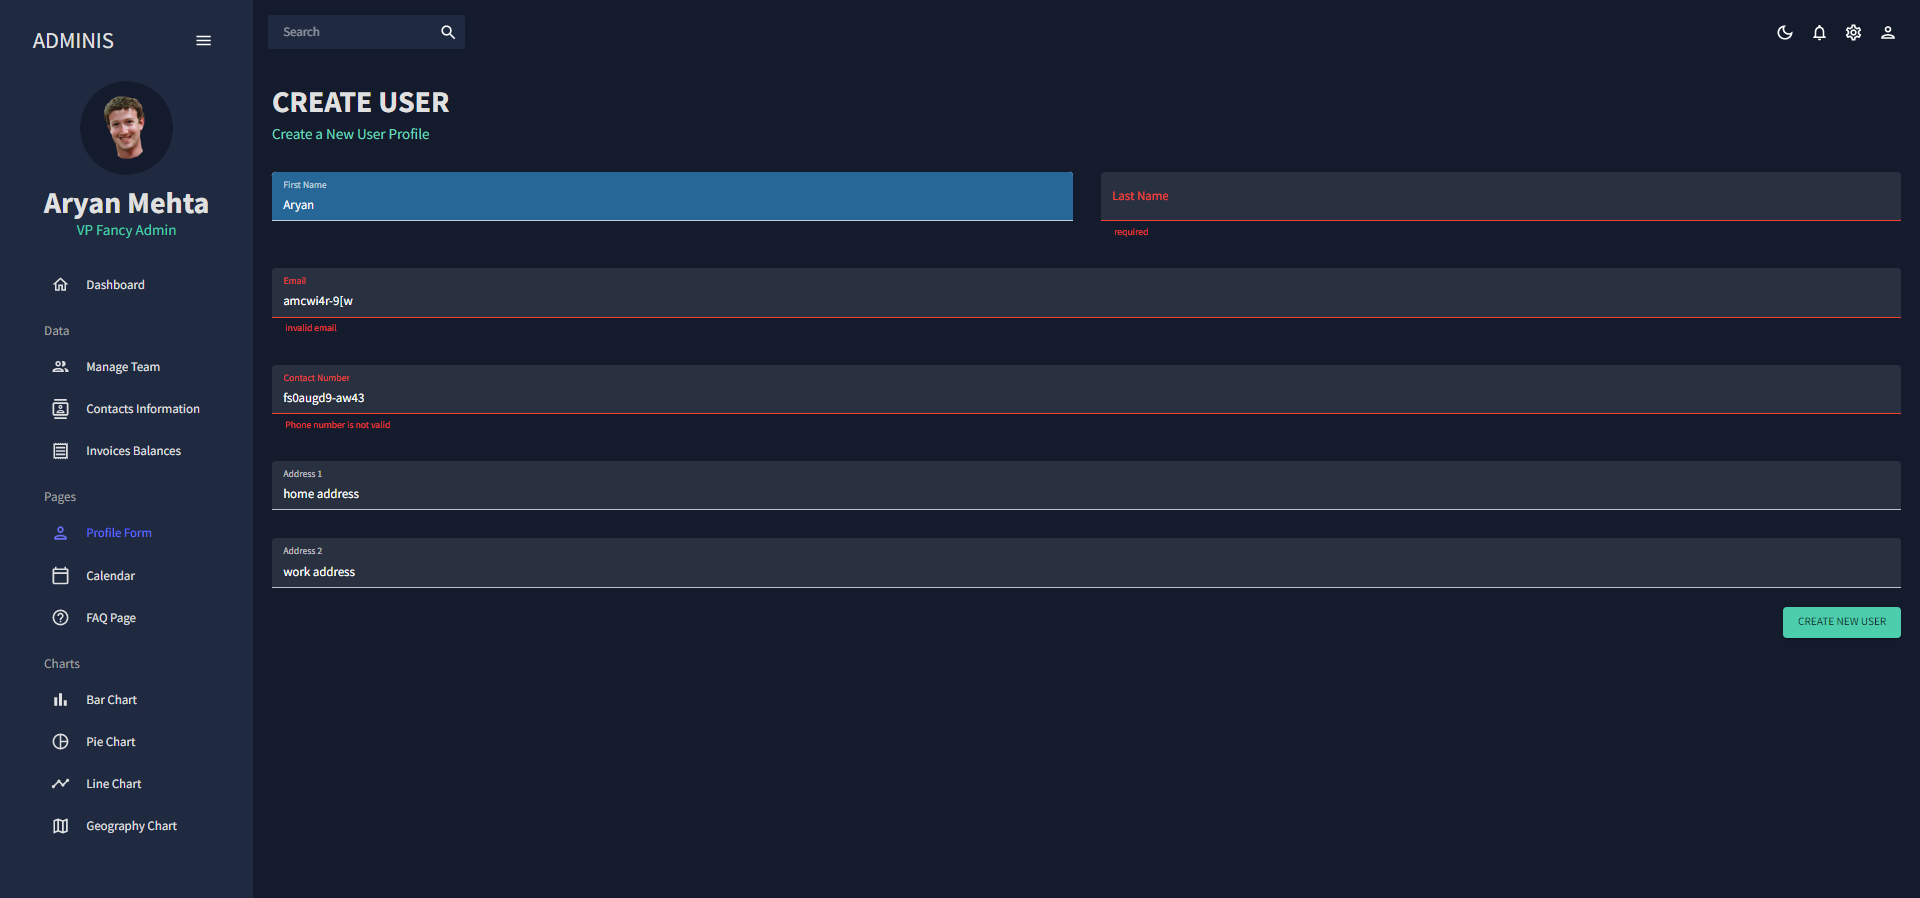 ADMINIS
Aryan Mehta
VP Fancy Admin
Dashboard
Data
Manage Team
Contacts Information
Invoices Balances
Pages
Profile Form
Calendar
FAQ Page
Charts
Bar Chart
Pie Chart
Line Chart
Geography Chart
Search
CREATE USER
Create a New User Profile
First Name
Aryan
Last Name
required
Email
amcwi4r-9[w
invalid email
Contact Number
fs0augd9-aw43
Phone number is not valid
Address 1
home address
Address 2
work address
CREATE NEW USER